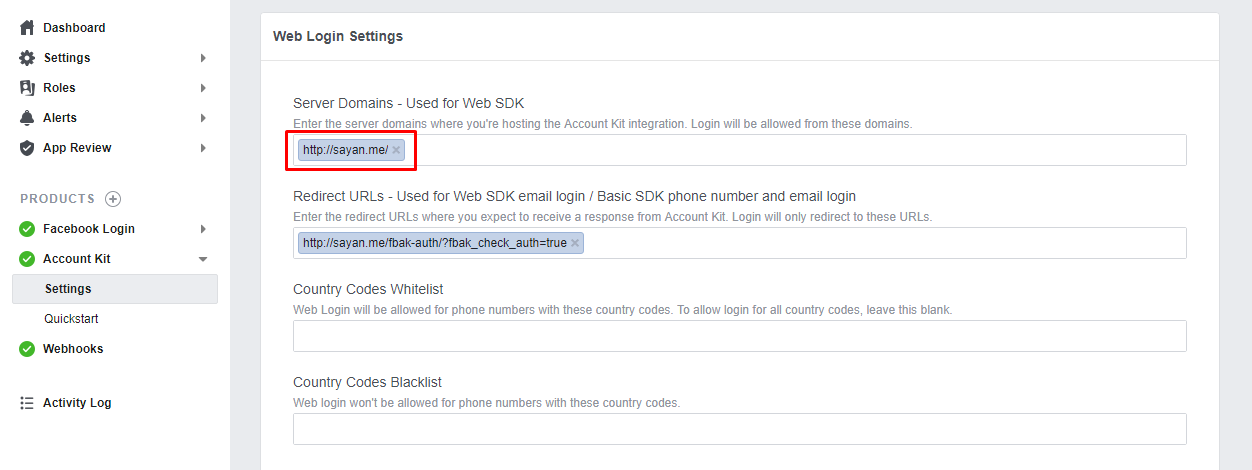 Dashboard
Settings
Roles
Alerts
App Review
PRODUCTS
Facebook Login
Account Kit
Settings
Quickstart
Webhooks
Activity Log
Web Login Settings
Server Domains - Used for Web SDK
Enter the server domains where you're hosting the Account Kit integration. Login will be allowed from these domains.
http://sayan.me/
Redirect URLs - Used for Web SDK email login / Basic SDK phone number and email login
Enter the redirect URLs where you expect to receive a response from Account Kit. Login will only redirect to these URLs.
http://sayan.me/fbak-auth/?fbak_check_auth=true
Country Codes Whitelist
Web Login will be allowed for phone numbers with these country codes. To allow login for all country codes, leave this blank.
Country Codes Blacklist
Web login won't be allowed for phone numbers with these country codes.